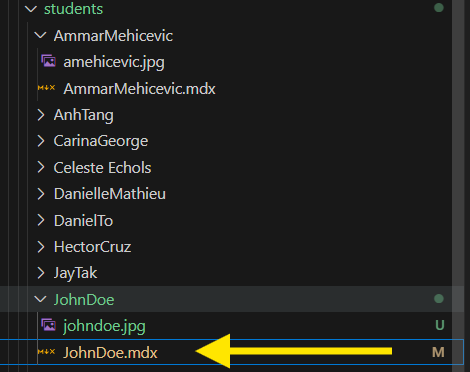 students
AmmarMehicevic
amehicevic.jpg
AmmarMehicevic.mdx
AnhTang
CarinaGeorge
Celeste Echols
DanielleMathieu
DanielTo
HectorCruz
JayTak
JohnDoe
johndoe.jpg U
JohnDoe.mdx M